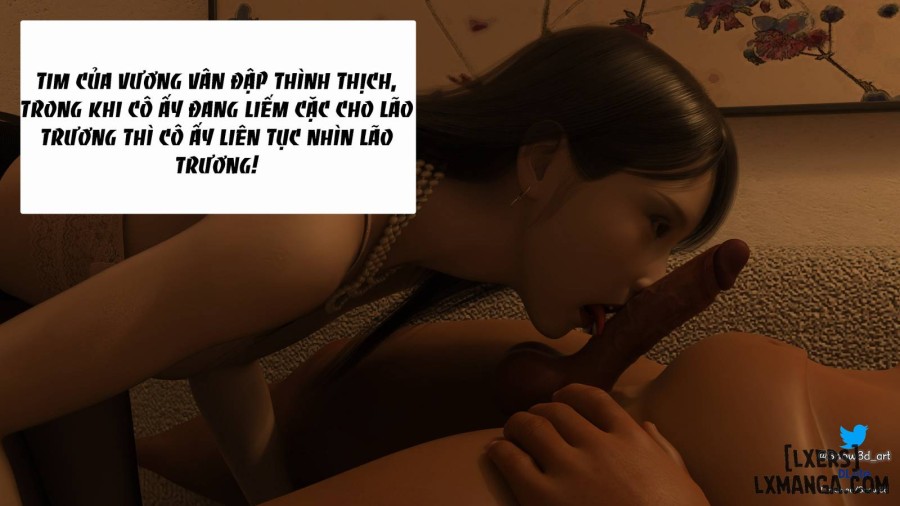 TIM CỦA VƯƠNG VÂN ĐẬP THÌNH THỊCH,
TRONG KHI CÔ ẤY ĐANG LIẾM CẶC CHO LÃO
TRƯƠNG THÌ CÔ ẤY LIÊN TỤC NHÌN LÃO
TRƯƠNG!
[LXERS]
LXMANGA.COM